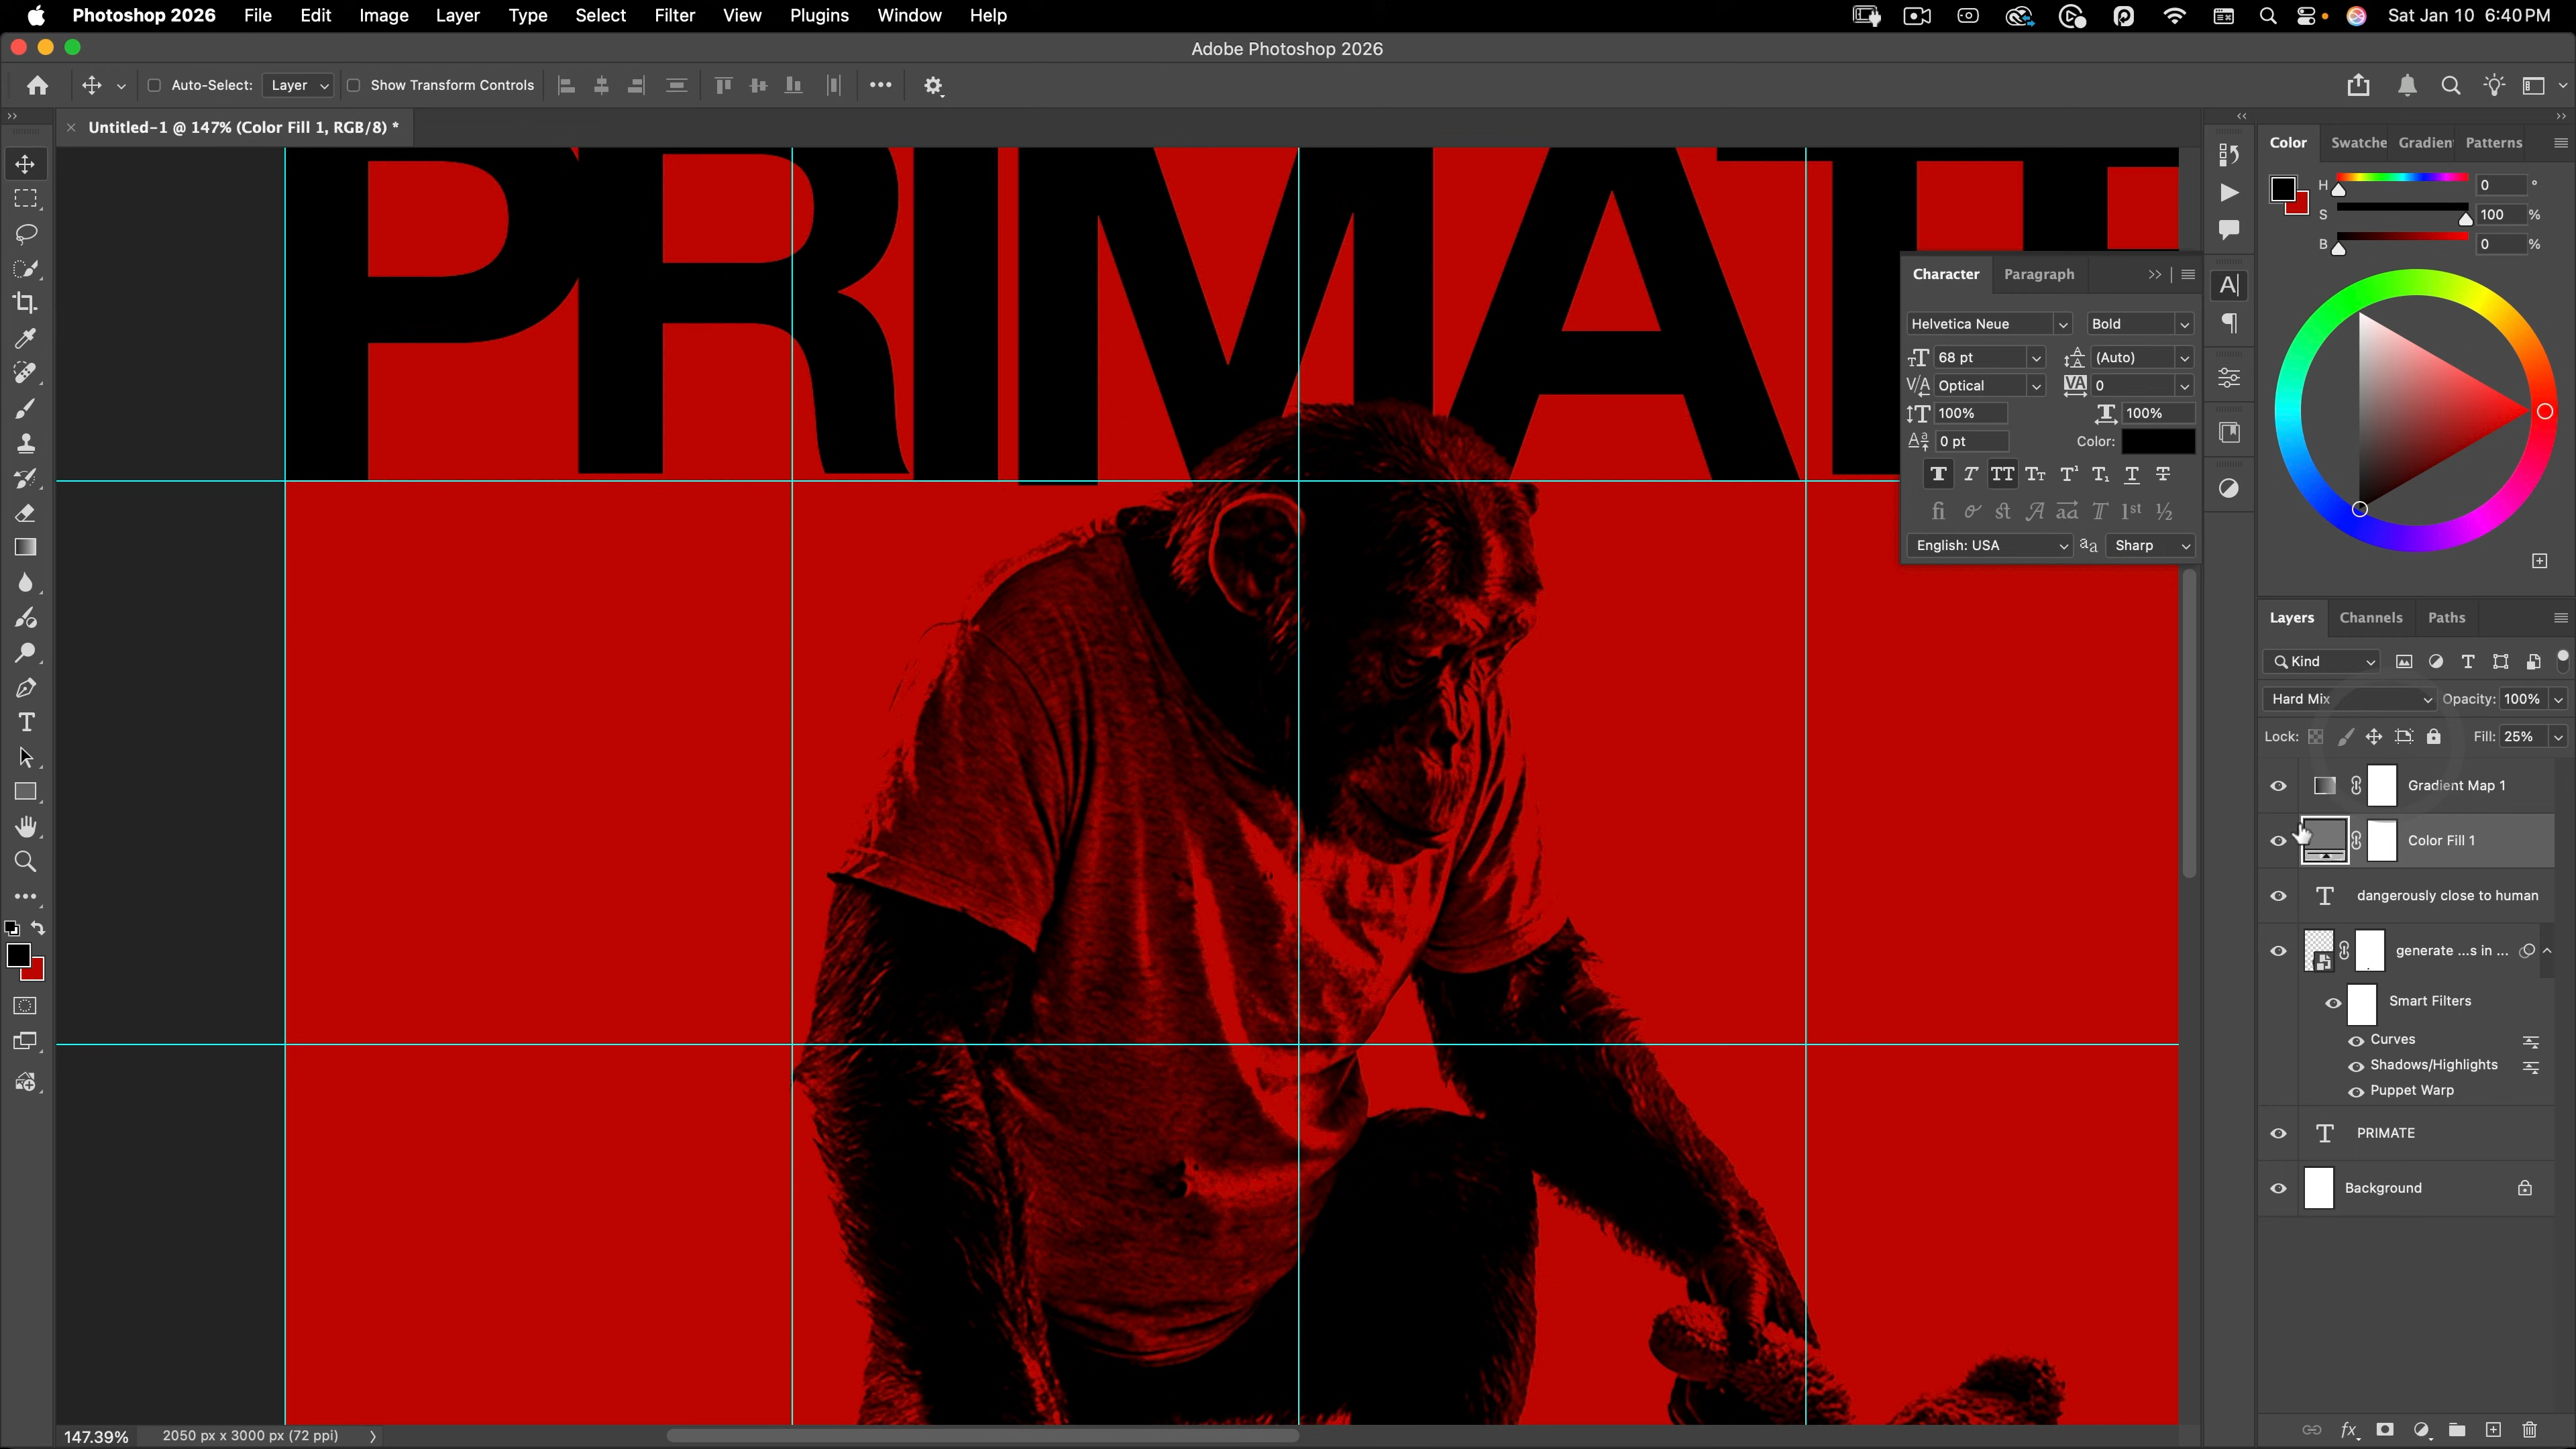 Photoshop 2026 File Edit Image Layer Type Select Filter View Plugins Window Help Sat Jan 10 6:40 PM
Adobe Photoshop 2026
Auto-Select: Layer Show Transform Controls
Untitled-1 @ 147% (Color Fill 1, RGB/8) *
Color Swatche Gradien Patterns
H 0 °
S 100 %
B 0 %
PRIMATE
Character Paragraph
Helvetica Neue Bold
68 pt (Auto)
Optical 0
100% 100%
0 pt Color:
English: USA Sharp
Layers Channels Paths
Kind
Hard Mix Opacity: 100%
Lock: Fill: 25%
Gradient Map 1
Color Fill 1
dangerously close to human
generate ...s in ...
Smart Filters
Curves
Shadows/Highlights
Puppet Warp
PRIMATE
Background
147.39% 2050 px x 3000 px (72 ppi)